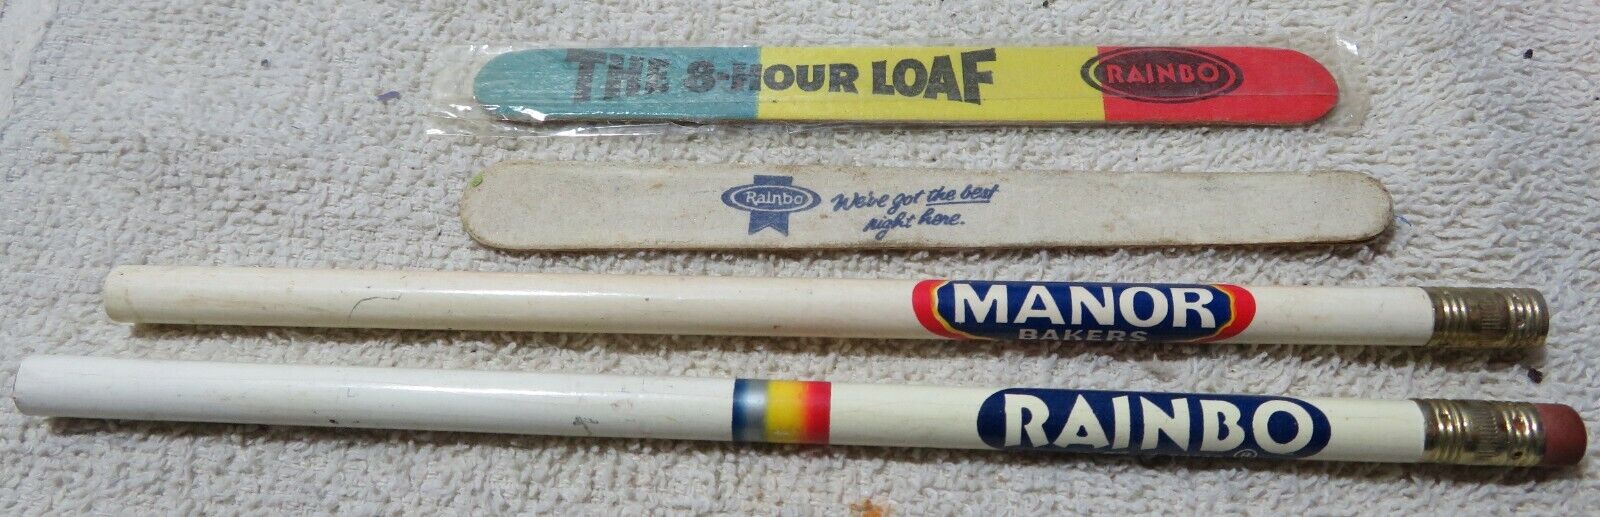 THE 8-HOUR LOAF RAINBO
Rainbo We've got the best
right here.
MANOR
BAKERS
RAINBO
®